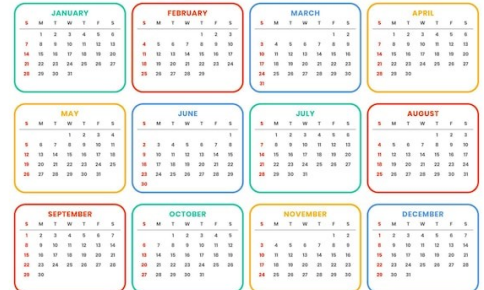 JANUARY
S M T W T F S
1 2 3 4 5 6
7 8 9 10 11 12 13
14 15 16 17 18 19 20
21 22 23 24 25 26 27
28 29 30 31
FEBRUARY
S M T W T F S
1 2 3
4 5 6 7 8 9 10
11 12 13 14 15 16 17
18 19 20 21 22 23 24
25 26 27 28 29
MARCH
S M T W T F S
1 2
3 4 5 6 7 8 9
10 11 12 13 14 15 16
17 18 19 20 21 22 23
24 25 26 27 28 29 30
31
APRIL
S M T W T F S
1 2 3 4 5 6
7 8 9 10 11 12 13
14 15 16 17 18 19 20
21 22 23 24 25 26 27
28 29 30
MAY
S M T W T F S
1 2 3 4
5 6 7 8 9 10 11
12 13 14 15 16 17 18
19 20 21 22 23 24 25
26 27 28 29 30 31
JUNE
S M T W T F S
1
2 3 4 5 6 7 8
9 10 11 12 13 14 15
16 17 18 19 20 21 22
23 24 25 26 27 28 29
30
JULY
S M T W T F S
1 2 3 4 5 6
7 8 9 10 11 12 13
14 15 16 17 18 19 20
21 22 23 24 25 26 27
28 29 30 31
AUGUST
S M T W T F S
1 2 3
4 5 6 7 8 9 10
11 12 13 14 15 16 17
18 19 20 21 22 23 24
25 26 27 28 29 30 31
SEPTEMBER
S M T W T F S
1 2 3 4 5 6 7
8 9 10 11 12 13 14
15 16 17 18 19 20 21
22 23 24 25 26 27 28
29 30
OCTOBER
S M T W T F S
1 2 3 4 5
6 7 8 9 10 11 12
13 14 15 16 17 18 19
20 21 22 23 24 25 26
27 28 29 30 31
NOVEMBER
S M T W T F S
1 2
3 4 5 6 7 8 9
10 11 12 13 14 15 16
17 18 19 20 21 22 23
24 25 26 27 28 29 30
DECEMBER
S M T W T F S
1 2 3 4 5 6 7
8 9 10 11 12 13 14
15 16 17 18 19 20 21
22 23 24 25 26 27 28
29 30 31